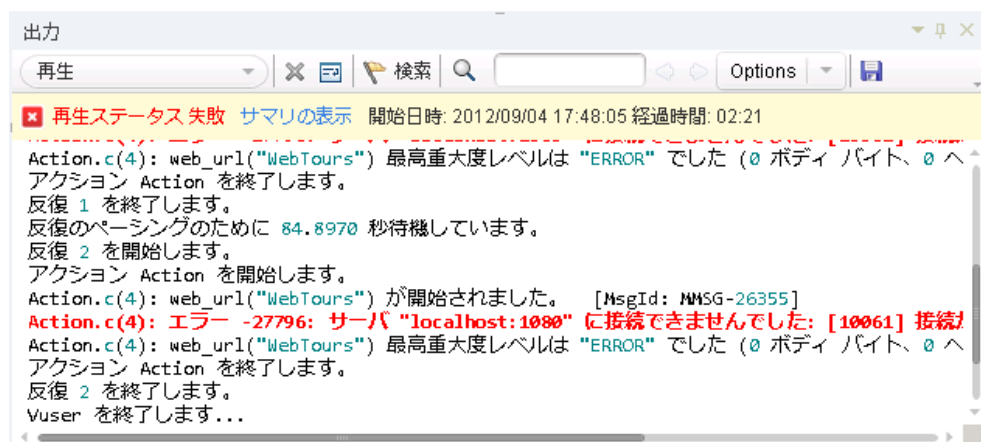 出力
再生 検索 Options
再生ステータス 失敗 サマリの表示 開始日時: 2012/09/04 17:48:05 経過時間: 02:21
Action.c(4): web_url("WebTours") 最高重大度レベルは "ERROR" でした (0 ボディ バイト、0 ヘ
アクション Action を終了します。
反復 1 を終了します。
反復のペーシングのために 84.8970 秒待機しています。
反復 2 を開始します。
アクション Action を開始します。
Action.c(4): web_url("WebTours") が開始されました。 [MsgId: MMSG-26355]
Action.c(4): エラー -27796: サーバ "localhost:1080" に接続できませんでした: [10061] 接続
Action.c(4): web_url("WebTours") 最高重大度レベルは "ERROR" でした (0 ボディ バイト、0 ヘ
アクション Action を終了します。
反復 2 を終了します。
Vuser を終了します...